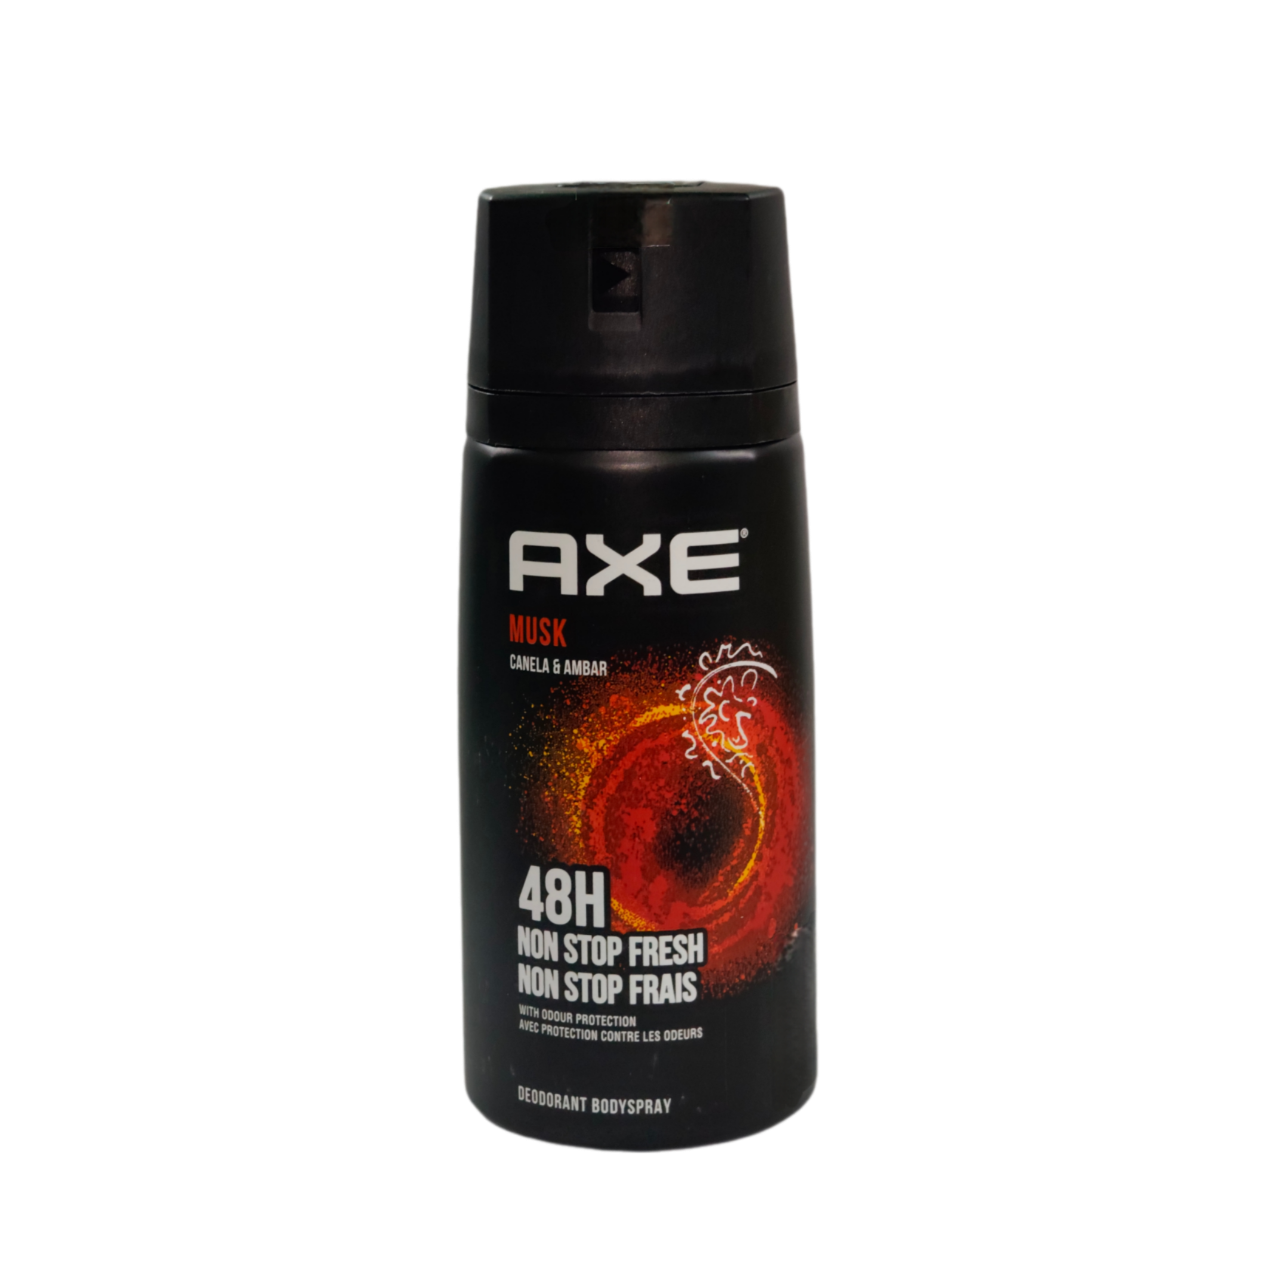 AXE®
MUSK
CANELA & AMBAR
48H
NON STOP FRESH
NON STOP FRAIS
WITH ODOUR PROTECTION
AVEC PROTECTION CONTRE LES ODEURS
DEODORANT BODYSPRAY